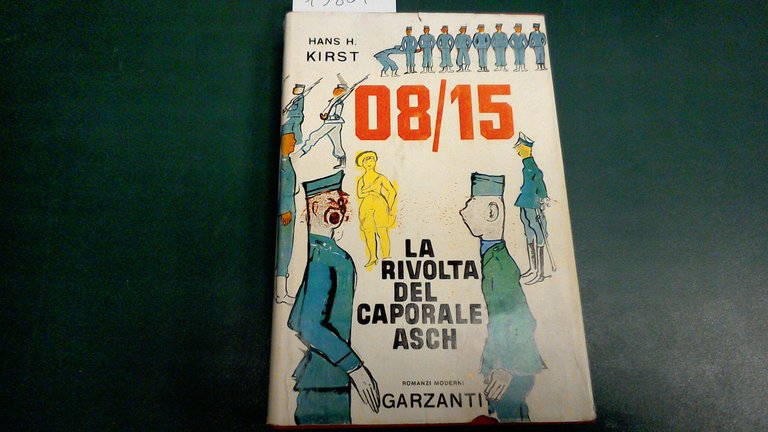 HANS H.
KIRST
08/15
LA
RIVOLTA
DEL
CAPORALE
ASCH
ROMANZI MODERNI
GARZANTI